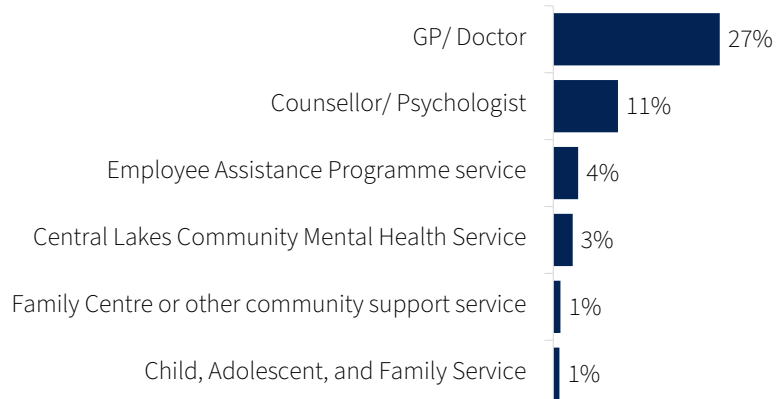 GP/ Doctor 27%
Counsellor/ Psychologist 11%
Employee Assistance Programme service 4%
Central Lakes Community Mental Health Service 3%
Family Centre or other community support service 1%
Child, Adolescent, and Family Service 1%